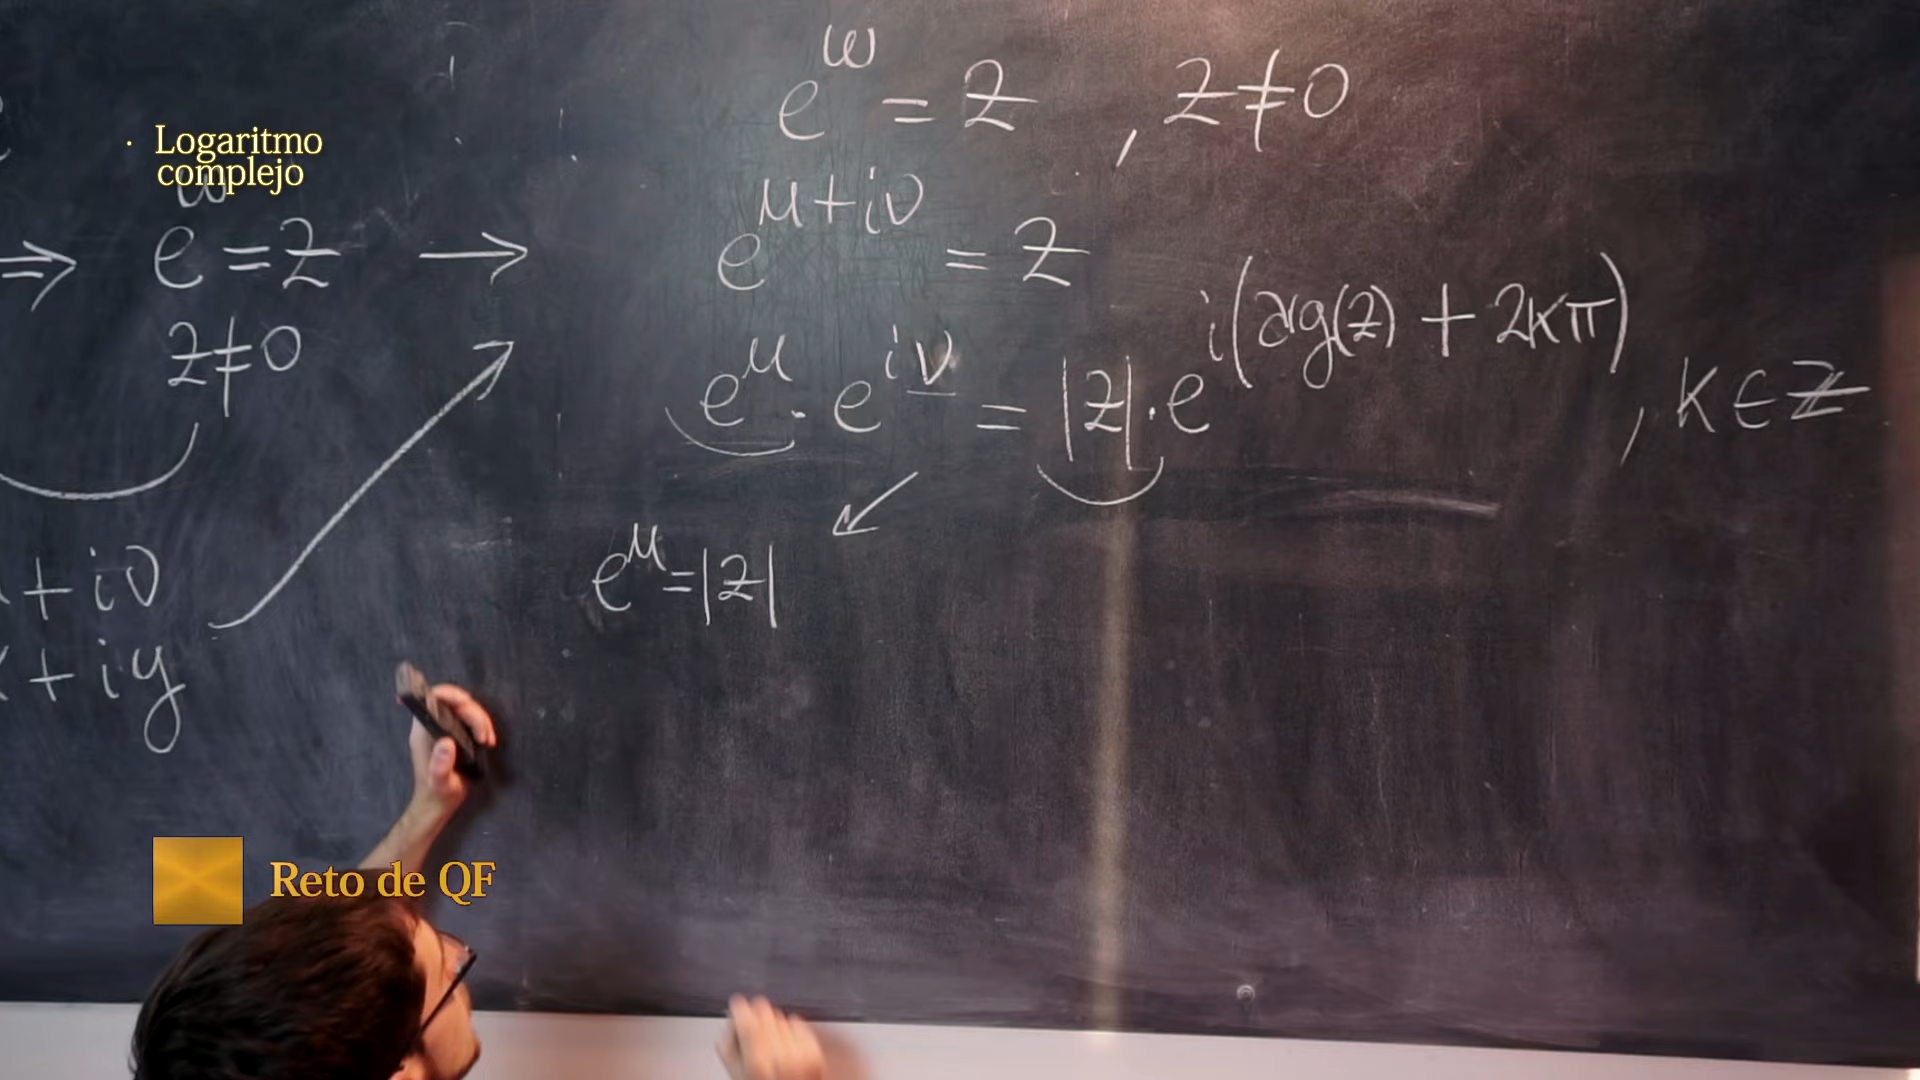 Logaritmo
complejo
w
⇒ e = z →
z≠0
+ iv
+ iy
e^w = z , z≠0
e^{u+iv} = z
e^u · e^{iv} = |z| · e^{i(arg(z) + 2kπ)} , k ∈ ℤ
e^u = |z|
Reto de QF